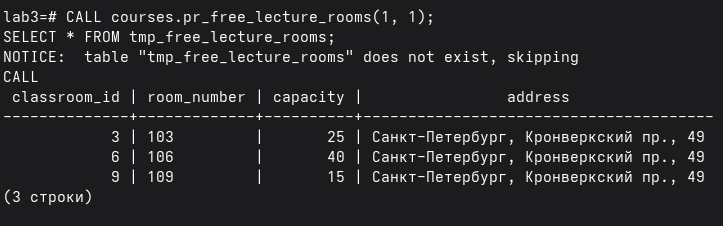 lab3=# CALL courses.pr_free_lecture_rooms(1, 1);
SELECT * FROM tmp_free_lecture_rooms;
NOTICE:  table "tmp_free_lecture_rooms" does not exist, skipping
CALL
 classroom_id | room_number | capacity |                address
--------------+-------------+----------+----------------------------------------
            3 | 103         |       25 | Санкт-Петербург, Кронверкский пр., 49
            6 | 106         |       40 | Санкт-Петербург, Кронверкский пр., 49
            9 | 109         |       15 | Санкт-Петербург, Кронверкский пр., 49
(3 строки)